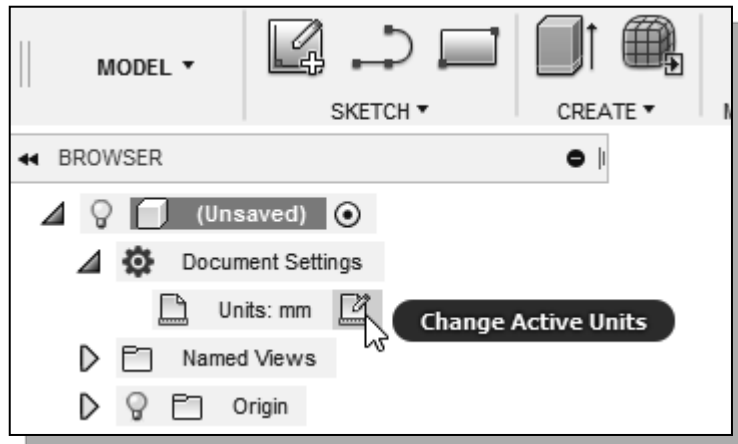 MODEL ▼
SKETCH ▼
CREATE ▼
BROWSER
(Unsaved)
Document Settings
Units: mm
Change Active Units
Named Views
Origin